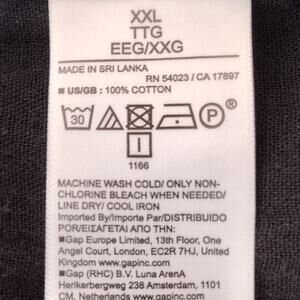 XXL
TTG
EEG/XXG
MADE IN SRI LANKA
RN 54023 / CA 17897
■ US/GB : 100% COTTON
30
P
I
1166
MACHINE WASH COLD/ ONLY NON-
CHLORINE BLEACH WHEN NEEDED/
LINE DRY/ COOL IRON
Imported By/Importe Par/DISTRIBUIDO
POR/ΕΙΣΑΓΕΤΑΙ ΑΠΟ ΤΗΝ:
■Gap Europe Limited, 13th Floor, One
Angel Court, London, EC2R 7HJ, United
Kingdom www.gapinc.com
■Gap (RHC) B.V. Luna ArenA
Herikerbergweg 238 Amsterdam, 1101
CM, Netherlands www.gapinc.com